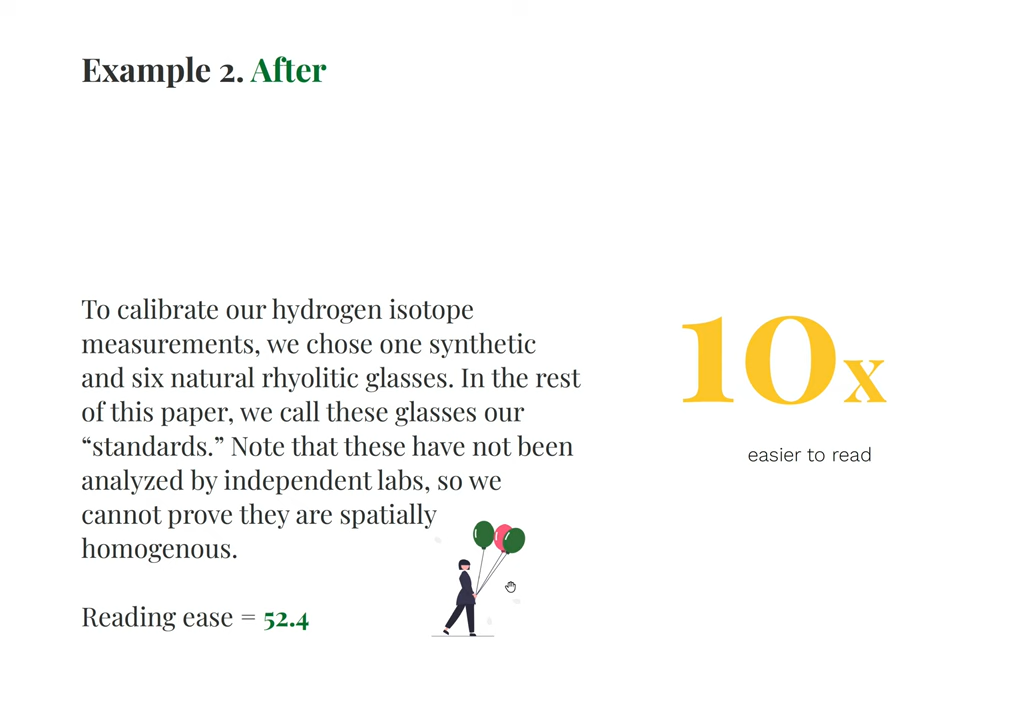 Example 2. After
To calibrate our hydrogen isotope
measurements, we chose one synthetic
and six natural rhyolitic glasses. In the rest
of this paper, we call these glasses our
“standards.” Note that these have not been
analyzed by independent labs, so we
cannot prove they are spatially
homogenous.
Reading ease = 52.4
10x
easier to read